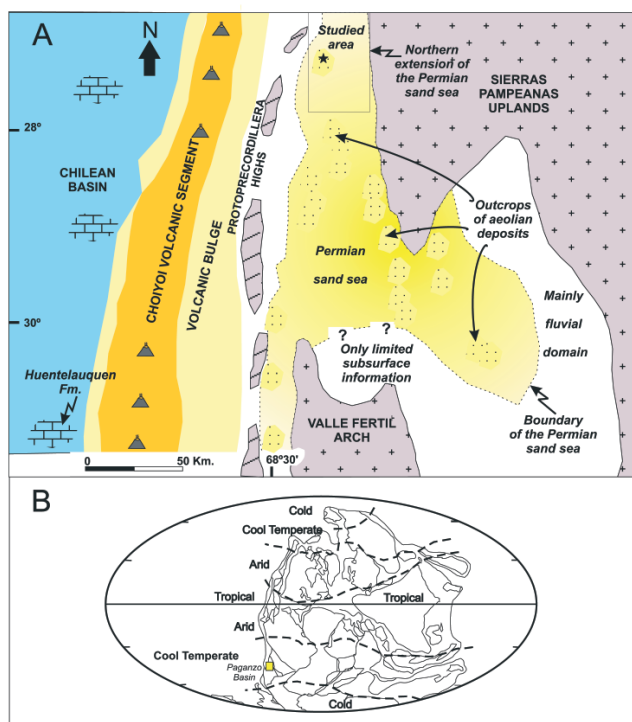 A
N
Studied
area
Northern
extension of
the Permian
sand sea
SIERRAS
PAMPEANAS
UPLANDS
28°
CHILEAN
BASIN
CHOIYOI VOLCANIC SEGMENT
VOLCANIC BULGE
PROTOPRECORDILLERA
HIGHS
Outcrops
of aeolian
deposits
Permian
sand sea
Mainly
fluvial
domain
30°
? ?
Only limited
subsurface
information
Huentelauquen
Fm.
VALLE FERTIL
ARCH
Boundary
of the Permian
sand sea
0 50 Km.
68º30'
B
Cold
Cool Temperate
Arid
Tropical
Tropical
Arid
Cool Temperate
Paganzo
Basin
Cold